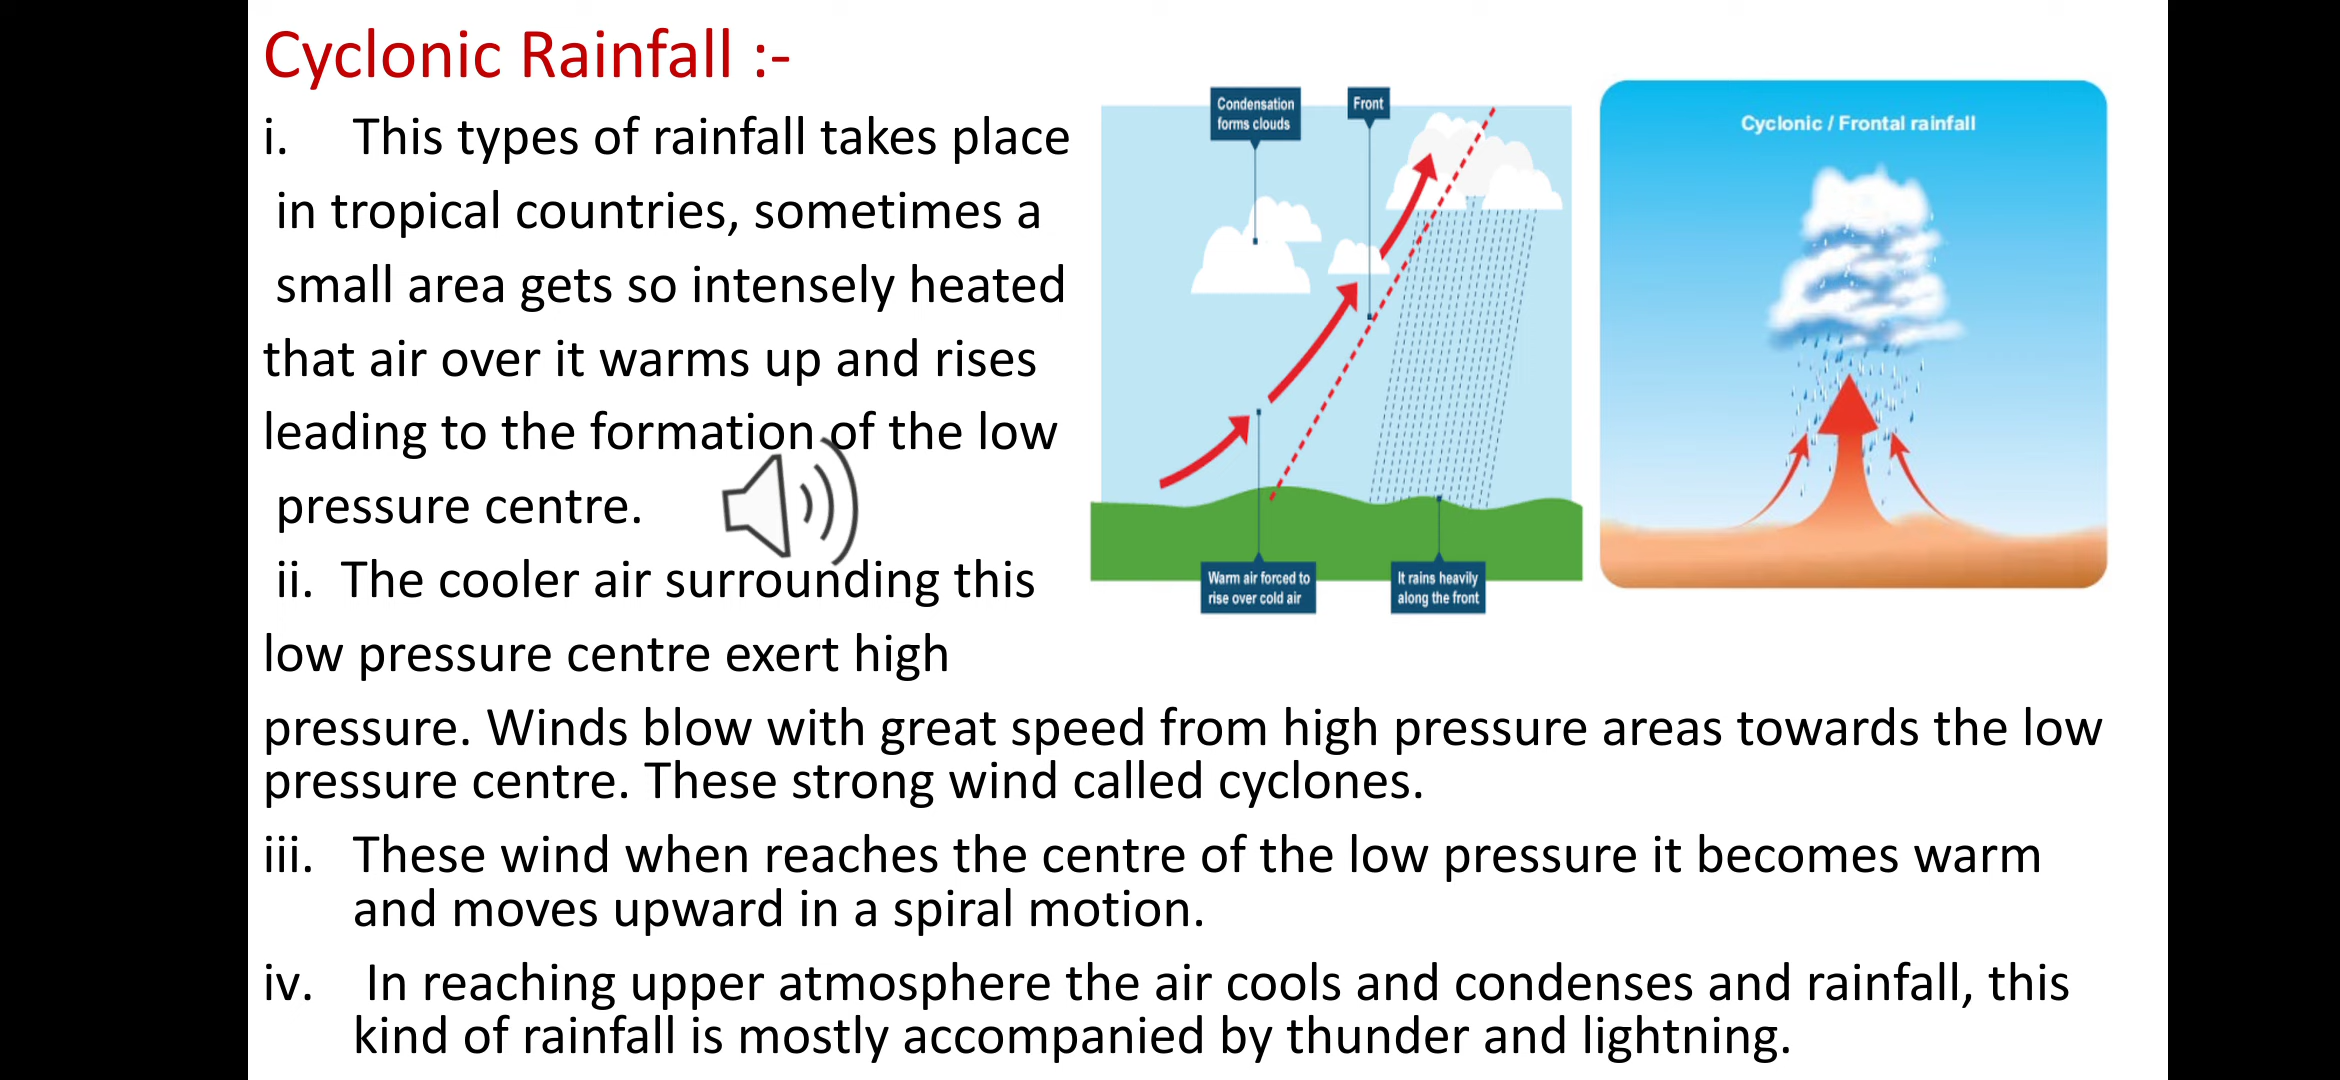 Cyclonic Rainfall :-
i. This types of rainfall takes place
in tropical countries, sometimes a
small area gets so intensely heated
that air over it warms up and rises
leading to the formation of the low
pressure centre.
ii. The cooler air surrounding this
low pressure centre exert high
pressure. Winds blow with great speed from high pressure areas towards the low
pressure centre. These strong wind called cyclones.
iii. These wind when reaches the centre of the low pressure it becomes warm
and moves upward in a spiral motion.
iv. In reaching upper atmosphere the air cools and condenses and rainfall, this
kind of rainfall is mostly accompanied by thunder and lightning.
Condensation
forms clouds
Front
Warm air forced to
rise over cold air
It rains heavily
along the front
Cyclonic / Frontal rainfall